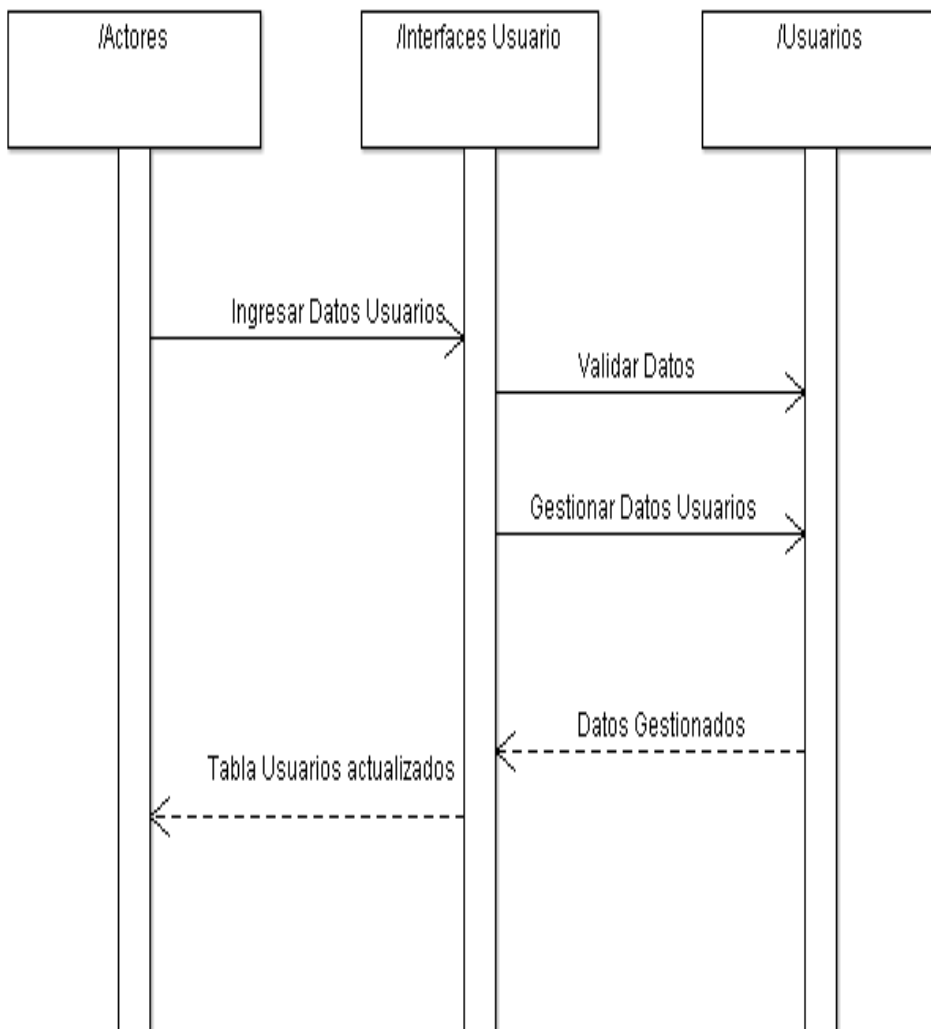 /Actores
/Interfaces Usuario
/Usuarios
Ingresar Datos Usuarios
Validar Datos
Gestionar Datos Usuarios
Datos Gestionados
Tabla Usuarios actualizados